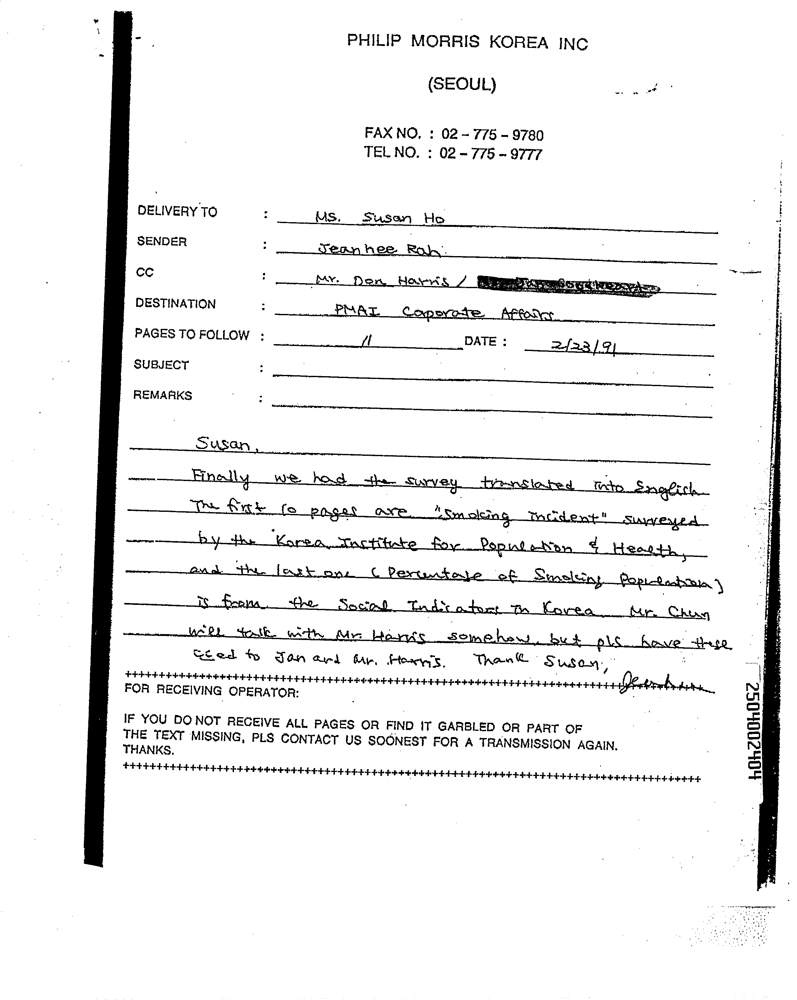 PHILIP MORRIS KOREA INC
(SEOUL)
FAX NO. : 02 - 775 - 9780
TEL NO. : 02 - 775 - 9777
DELIVERY TO : Ms. Susan Ho
SENDER : Jeanhee Rah
CC : Mr. Don Harris /
DESTINATION : PMAI Coporate Affairs
PAGES TO FOLLOW : 11 DATE : 2/23/91
SUBJECT :
REMARKS :
Susan,
Finally we had the survey translated into English
The first 10 pages are "Smoking Incident" surveyed
by the Korea Institute for Population & Health,
and the last one (Percentage of Smoking Population)
is from the Social Indicators in Korea. Mr. Chun
will talk with Mr. Harris somehow, but pls have these
cced to Jan and Mr. Harris. Thank Susan,
++++++++++++++++++++++++++++++++++++++++++++++++++++++++++++
FOR RECEIVING OPERATOR:
IF YOU DO NOT RECEIVE ALL PAGES OR FIND IT GARBLED OR PART OF
THE TEXT MISSING, PLS CONTACT US SOONEST FOR A TRANSMISSION AGAIN.
THANKS.
++++++++++++++++++++++++++++++++++++++++++++++++++++++++++++
2504002404